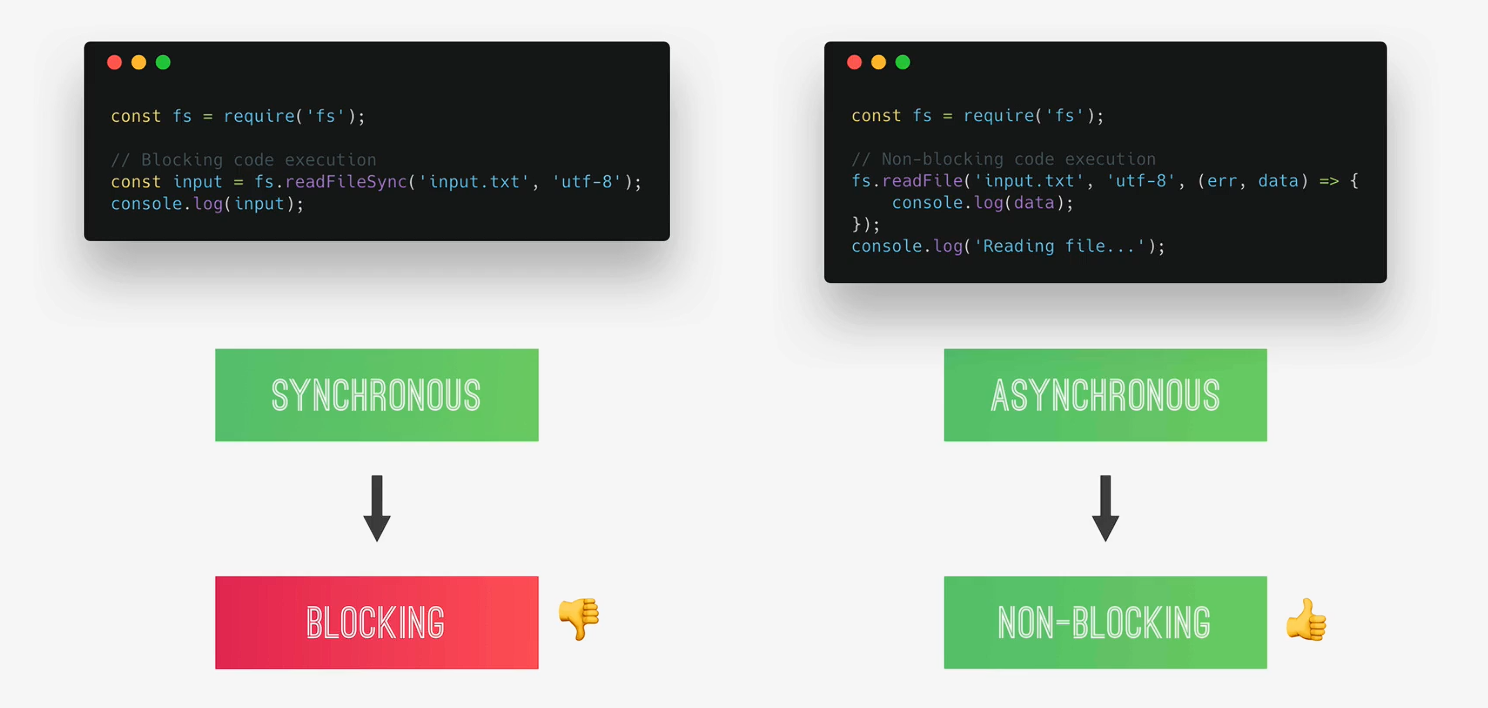 const fs = require('fs');
// Blocking code execution
const input = fs.readFileSync('input.txt', 'utf-8');
console.log(input);
SYNCHRONOUS
BLOCKING
const fs = require('fs');
// Non-blocking code execution
fs.readFile('input.txt', 'utf-8', (err, data) => {
    console.log(data);
});
console.log('Reading file...');
ASYNCHRONOUS
NON-BLOCKING